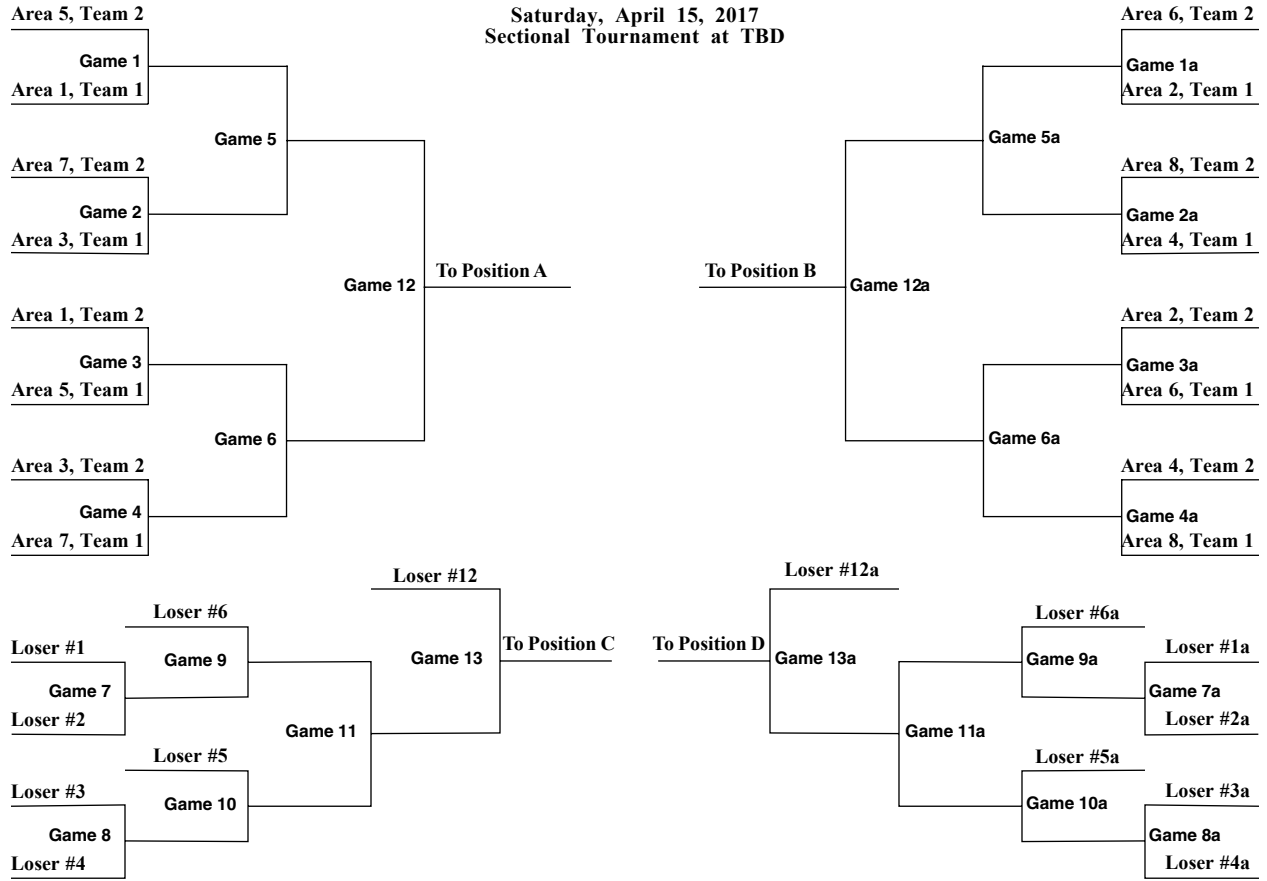 Saturday, April 15, 2017
Sectional Tournament at TBD
Area 5, Team 2
Game 1
Area 1, Team 1
Game 5
Area 7, Team 2
Game 2
Area 3, Team 1
Game 12
To Position A
Area 1, Team 2
Game 3
Area 5, Team 1
Game 6
Area 3, Team 2
Game 4
Area 7, Team 1
Area 6, Team 2
Game 1a
Area 2, Team 1
Game 5a
Area 8, Team 2
Game 2a
Area 4, Team 1
To Position B
Game 12a
Area 2, Team 2
Game 3a
Area 6, Team 1
Game 6a
Area 4, Team 2
Game 4a
Area 8, Team 1
Loser #12
Loser #6
Loser #1
Game 9
Game 7
Loser #2
Game 13
To Position C
Game 11
Loser #5
Loser #3
Game 10
Game 8
Loser #4
Loser #12a
Loser #6a
To Position D
Game 13a
Game 9a
Loser #1a
Game 7a
Loser #2a
Game 11a
Loser #5a
Loser #3a
Game 10a
Game 8a
Loser #4a